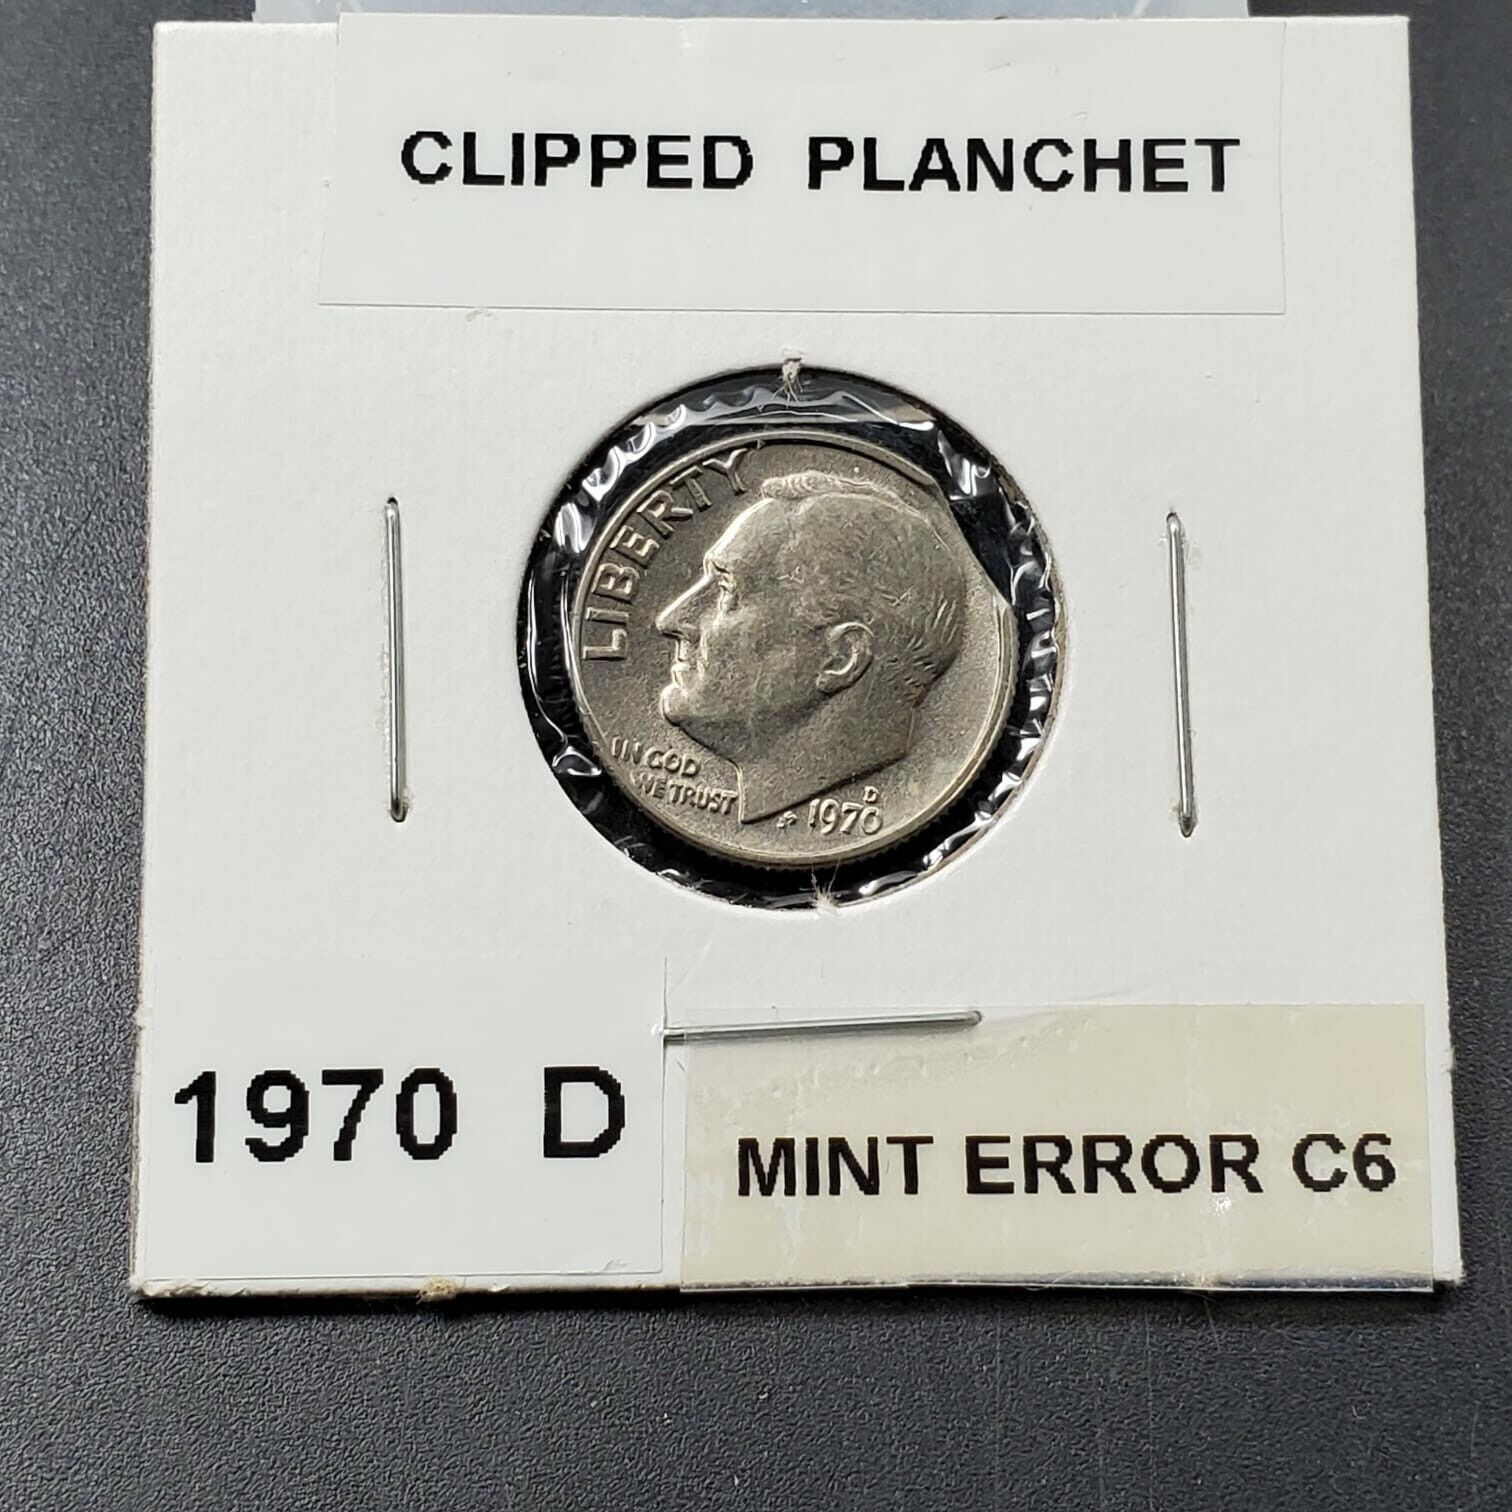 CLIPPED PLANCHET
LIBERTY
IN GOD
WE TRUST
D
1970
1970 D
MINT ERROR C6